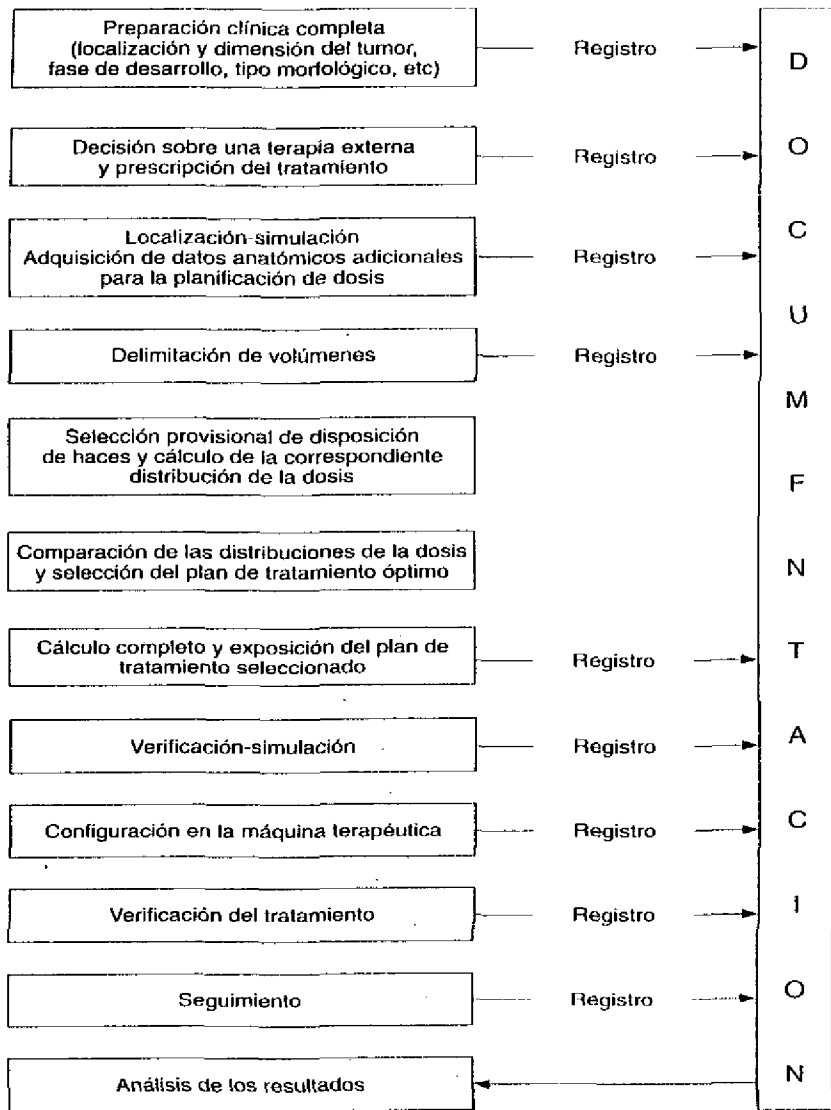 Preparación clínica completa
(localización y dimensión del tumor,
fase de desarrollo, tipo morfológico, etc)
Registro
Decisión sobre una terapia externa
y prescripción del tratamiento
Registro
Localización-simulación
Adquisición de datos anatómicos adicionales
para la planificación de dosis
Registro
Delimitación de volúmenes
Registro
Selección provisional de disposición
de haces y cálculo de la correspondiente
distribución de la dosis
Comparación de las distribuciones de la dosis
y selección del plan de tratamiento óptimo
Cálculo completo y exposición del plan de
tratamiento seleccionado
Registro
Verificación-simulación
Registro
Configuración en la máquina terapéutica
Registro
Verificación del tratamiento
Registro
Seguimiento
Registro
Análisis de los resultados
D
O
C
U
M
E
N
T
A
C
I
O
N